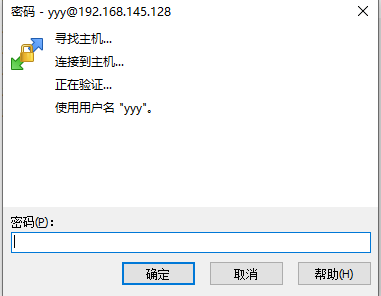 密码 - yyy@192.168.145.128
寻找主机...
连接到主机...
正在验证...
使用用户名 "yyy"。
密码(P)：
确定
取消
帮助(H)